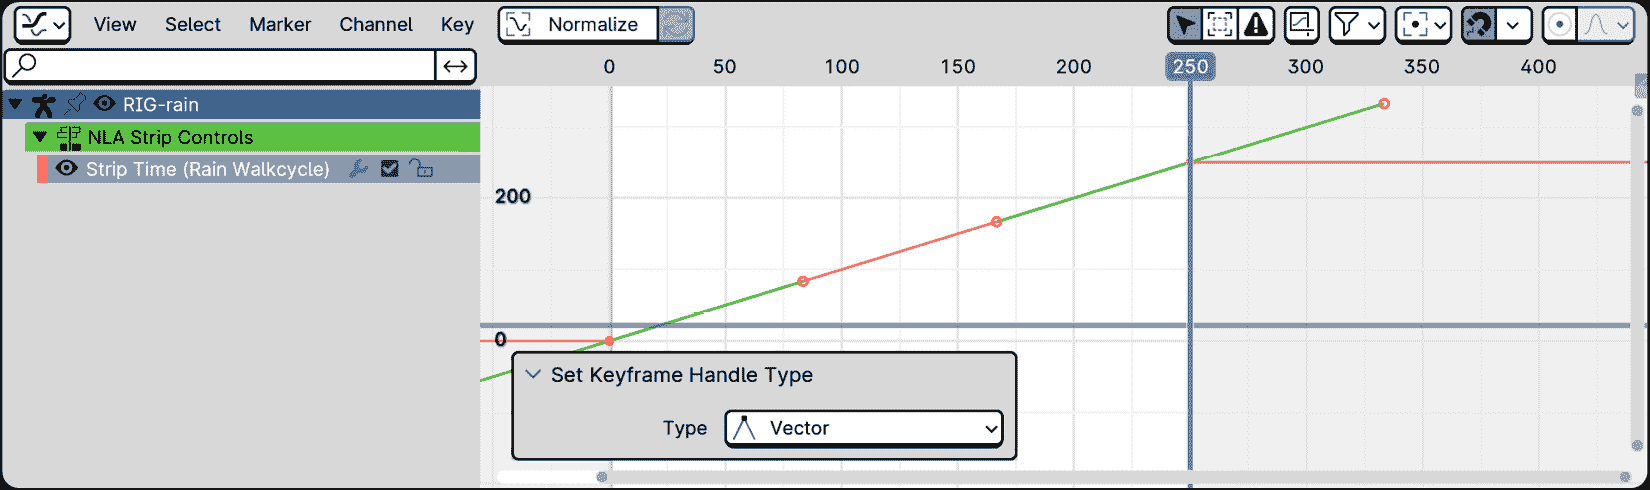 View Select Marker Channel Key Normalize
0 50 100 150 200 250 300 350 400
RIG-rain
NLA Strip Controls
Strip Time (Rain Walkcycle)
200
0
Set Keyframe Handle Type
Type Vector